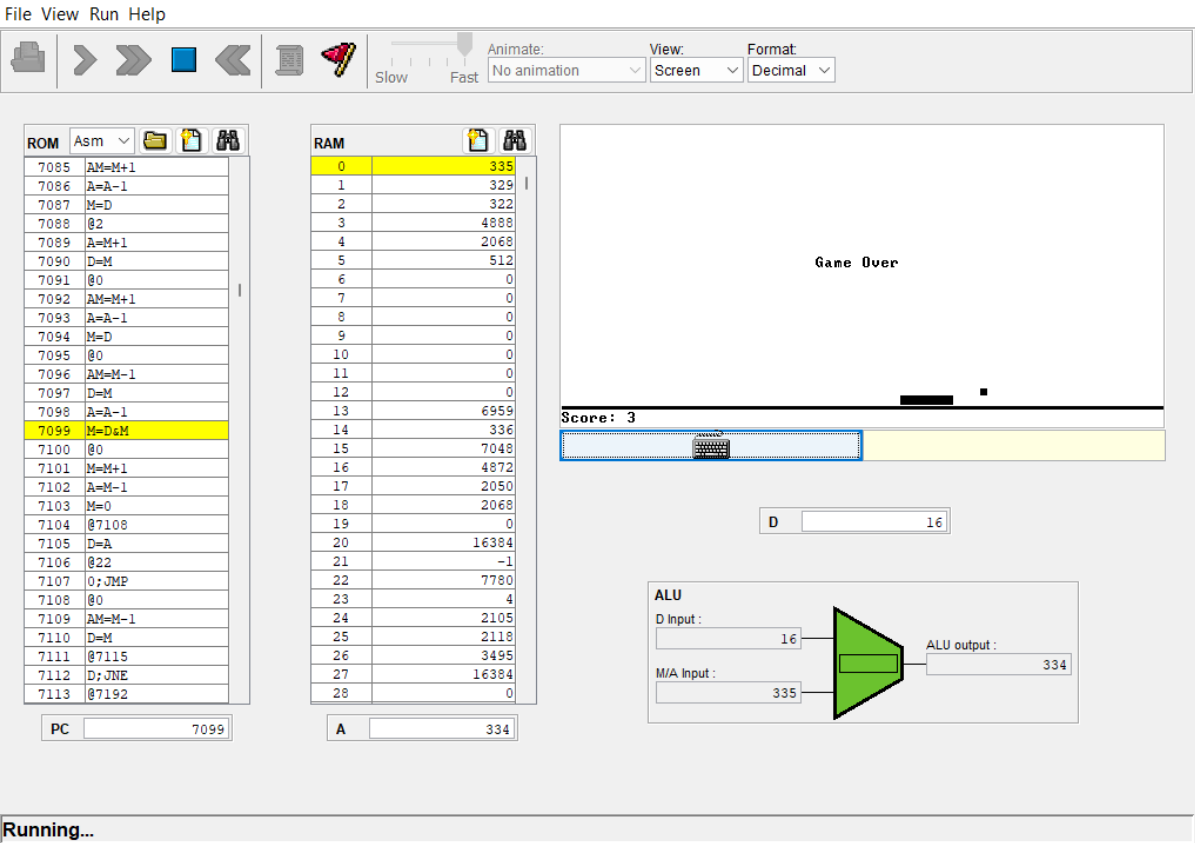 File View Run Help
Animate:
View:
Format:
Slow
Fast
No animation
Screen
Decimal
ROM Asm
7085 AM=M+1
7086 A=A-1
7087 M=D
7088 @2
7089 A=M+1
7090 D=M
7091 @0
7092 AM=M+1
7093 A=A-1
7094 M=D
7095 @0
7096 AM=M-1
7097 D=M
7098 A=A-1
7099 M=D&M
7100 @0
7101 M=M+1
7102 A=M-1
7103 M=0
7104 @7108
7105 D=A
7106 @22
7107 0;JMP
7108 @0
7109 AM=M-1
7110 D=M
7111 @7115
7112 D;JNE
7113 @7192
PC 7099
RAM
0 335
1 329
2 322
3 4888
4 2068
5 512
6 0
7 0
8 0
9 0
10 0
11 0
12 0
13 6959
14 336
15 7048
16 4872
17 2050
18 2068
19 0
20 16384
21 -1
22 7780
23 4
24 2105
25 2118
26 3495
27 16384
28 0
A 334
Game Over
Score: 3
D 16
ALU
D Input :
16
M/A Input :
335
ALU output :
334
Running...